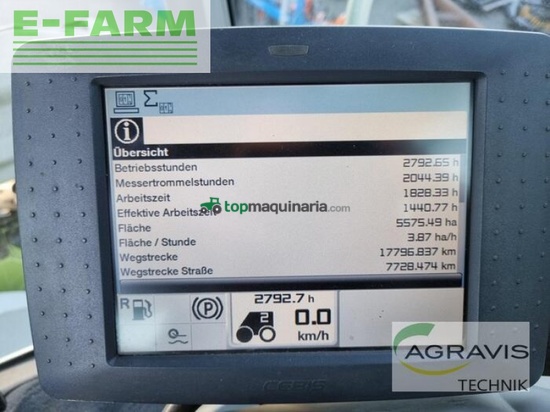 E-FARM
Σ
Übersicht
Betriebsstunden 2792.65 h
Messertrommelstunden 2044.39 h
Arbeitszeit 1828.33 h
Effektive Arbeitszeit 1440.77 h
Fläche 5575.49 ha
Fläche / Stunde 3.87 ha/h
Wegstrecke 17796.837 km
Wegstrecke Straße 7728.474 km
topmaquinaria.com
2792.7 h
R
P
2
0.0
km/h
CEBIS
AGRAVIS
TECHNIK